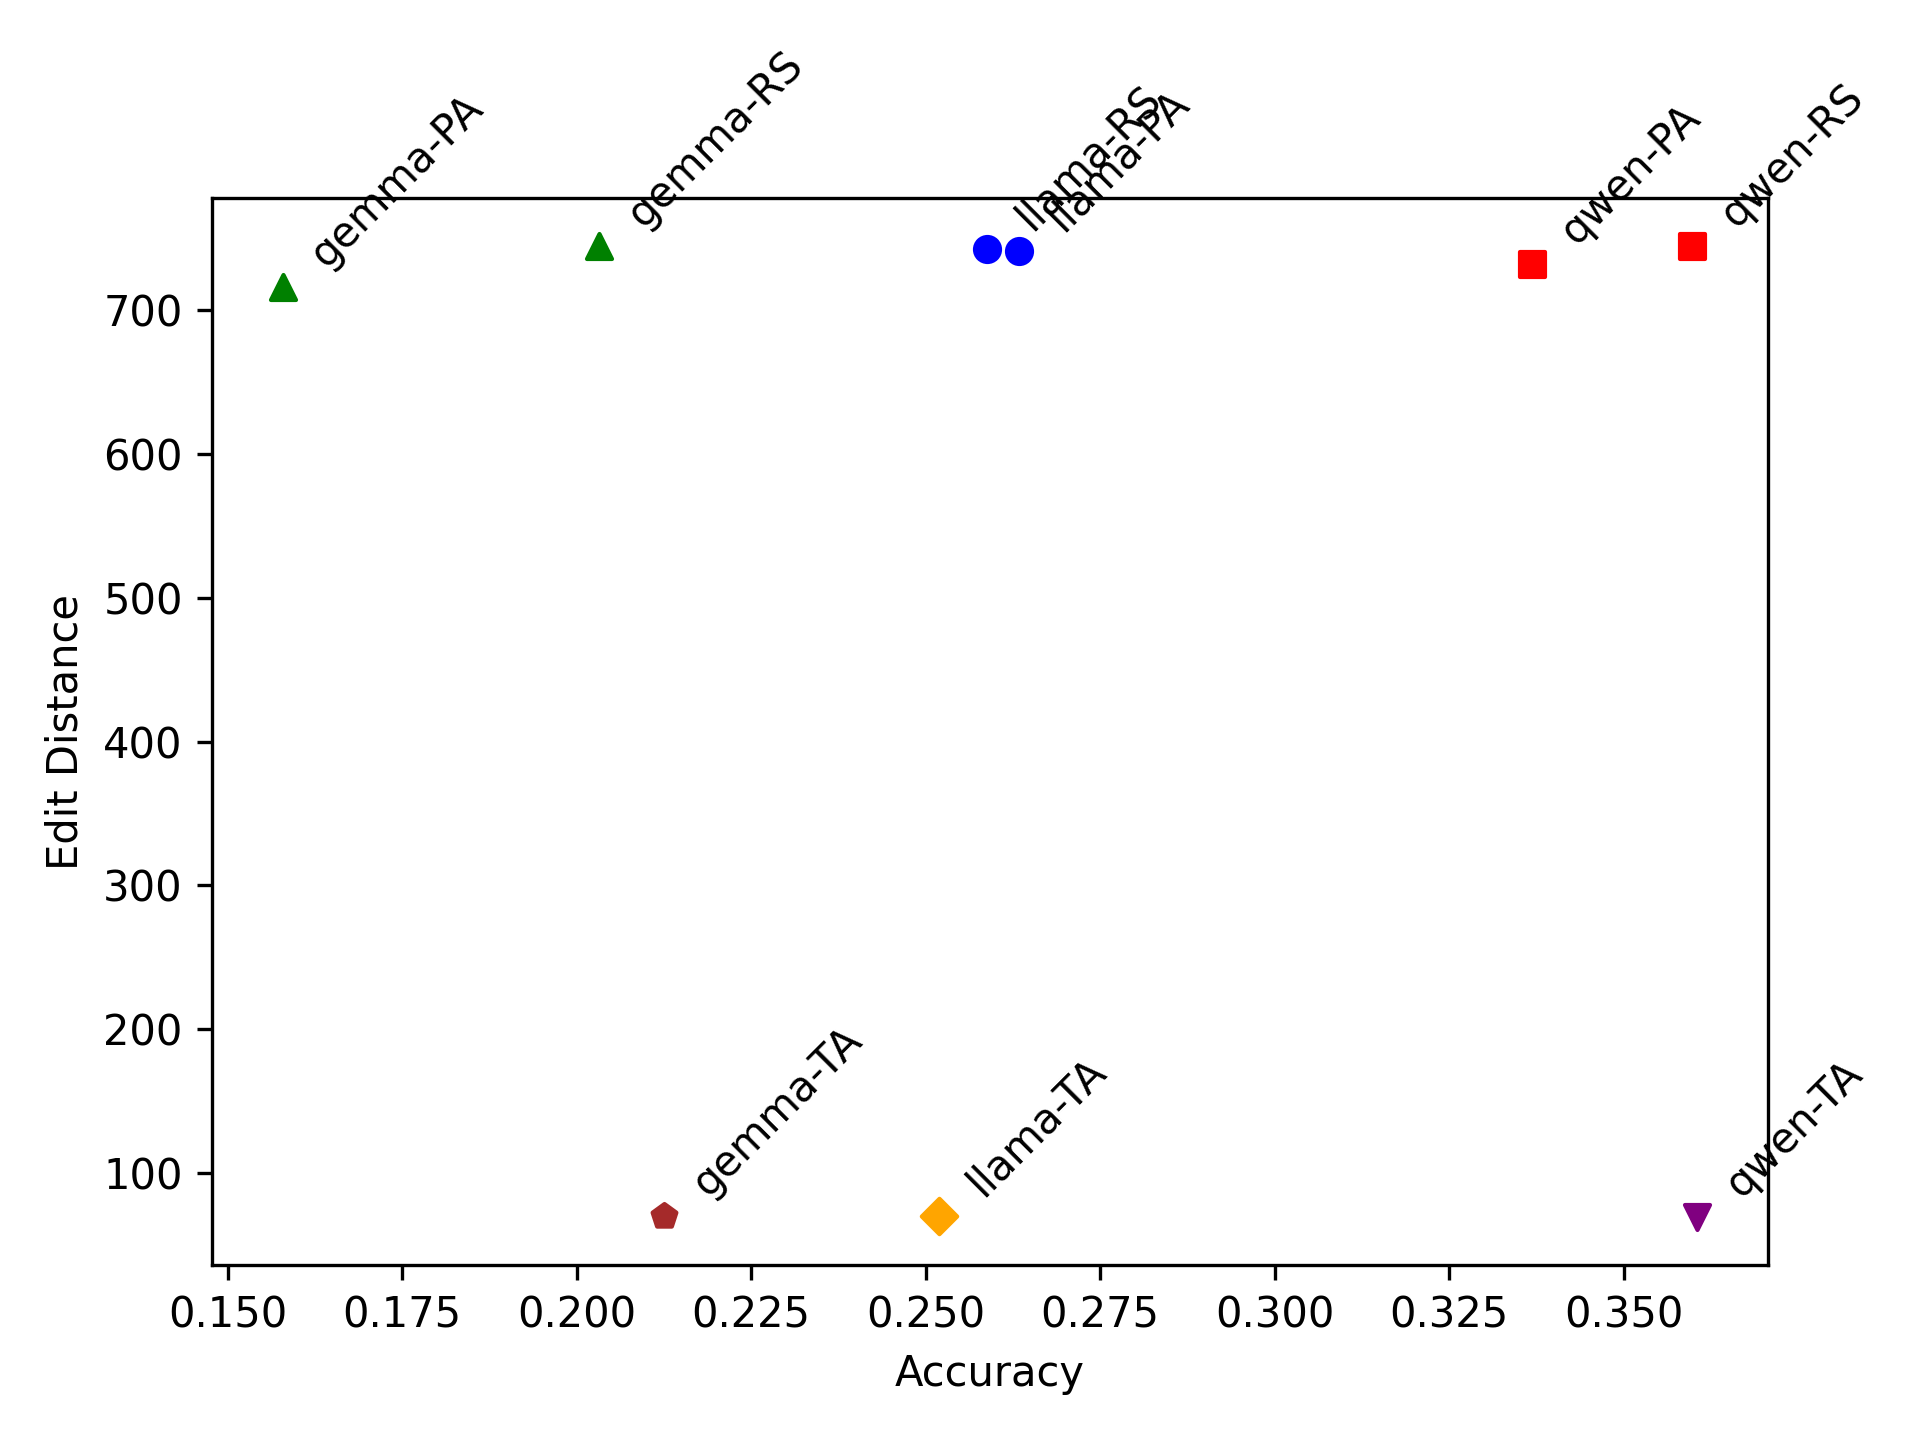 gemma-PA
gemma-RS
llama-RS
llama-PA
qwen-PA
qwen-RS
700
600
500
400
300
200
100
Edit Distance
gemma-TA
llama-TA
qwen-TA
0.150
0.175
0.200
0.225
0.250
0.275
0.300
0.325
0.350
Accuracy